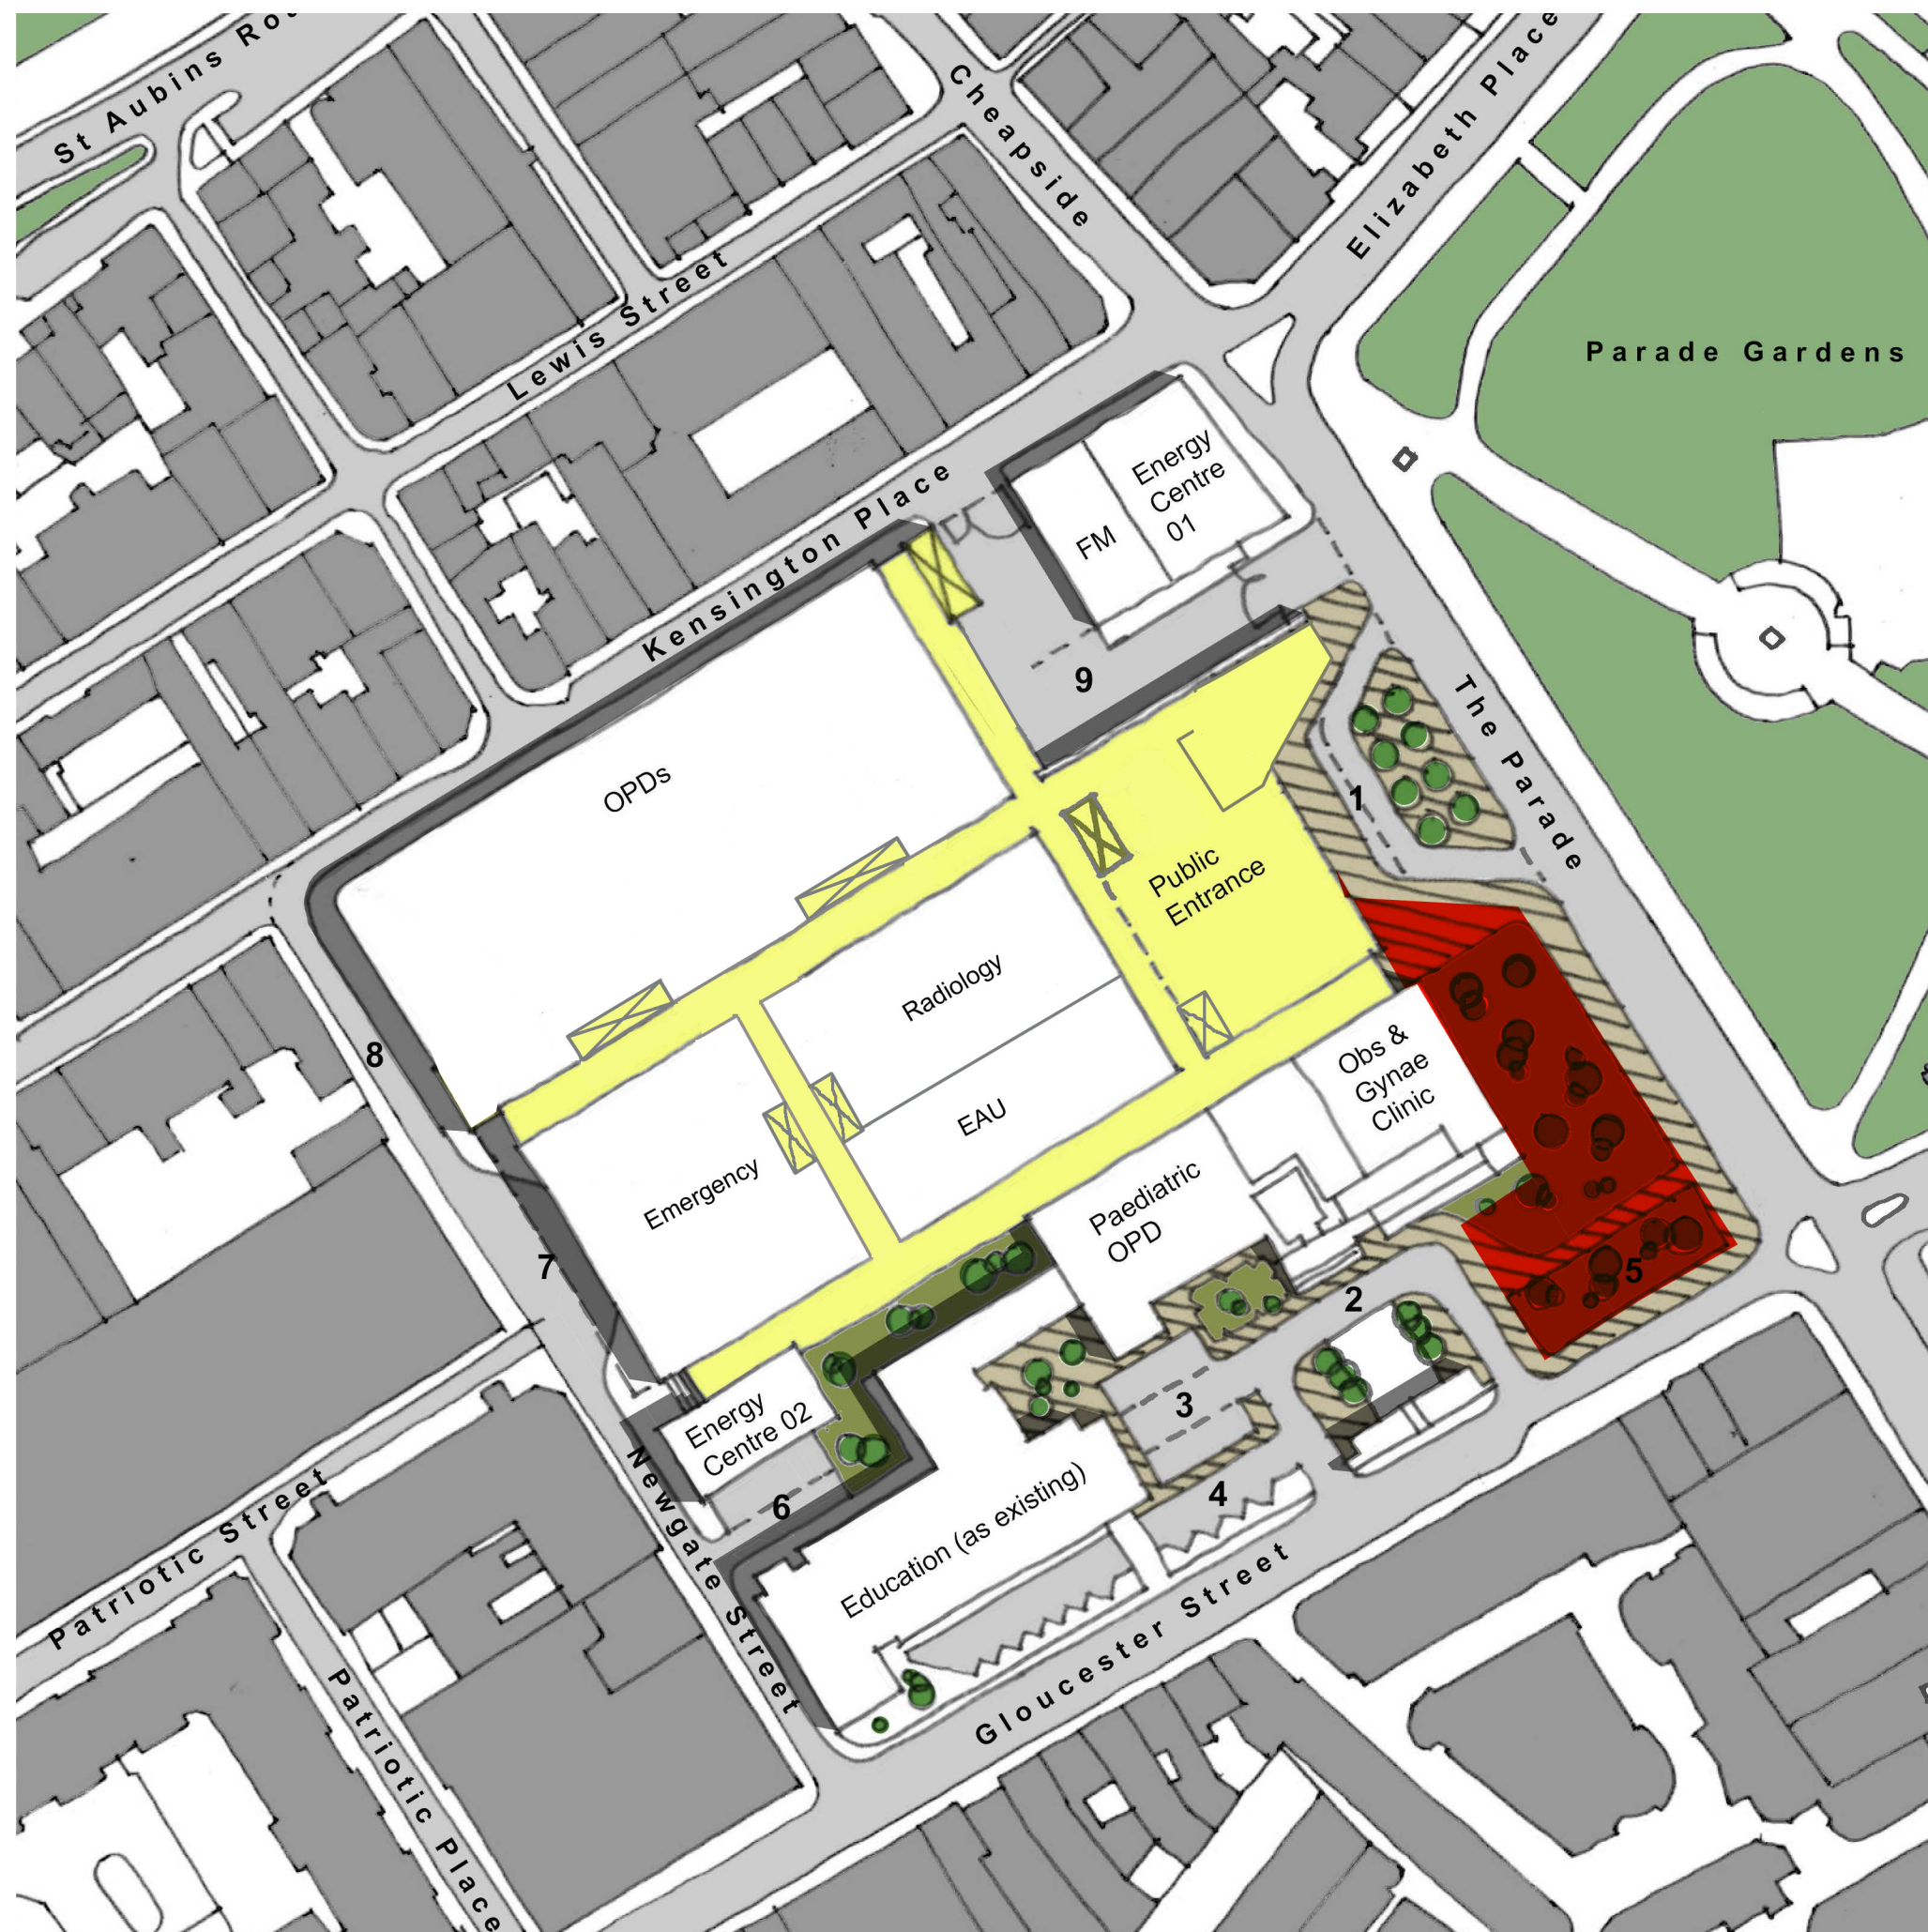 St Aubins Road
Cheapside
Elizabeth Place
Lewis Street
Parade Gardens
Kensington Place
Energy
Centre
01
FM
9
The Parade
OPDs
1
Public
Entrance
Radiology
8
Obs &
Gynae
Clinic
EAU
Emergency
Paediatric
OPD
7
5
2
3
Energy
Centre 02
4
6
Newgate Street
Education (as existing)
Patriotic Street
Gloucester Street
Patriotic Place